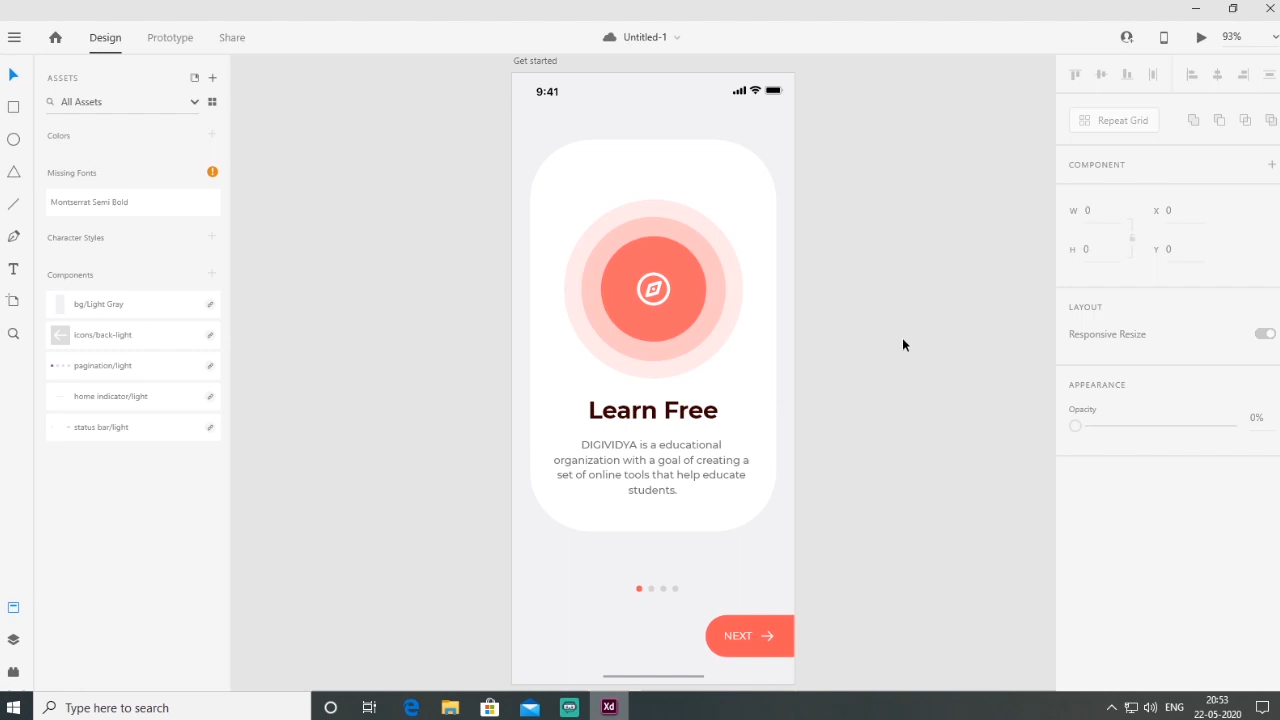 Design
Prototype
Share
Untitled-1
93%
ASSETS
All Assets
Colors
Missing Fonts
Montserrat Semi Bold
Character Styles
Components
bg/Light Gray
icons/back-light
pagination/light
home indicator/light
status bar/light
Get started
9:41
Learn Free
DIGIVIDYA is a educational
organization with a goal of creating a
set of online tools that help educate
students.
NEXT
Repeat Grid
COMPONENT
W 0
X 0
H 0
Y 0
LAYOUT
Responsive Resize
APPEARANCE
Opacity
0%
Type here to search
Xd
ENG
20:53
22-05-2020